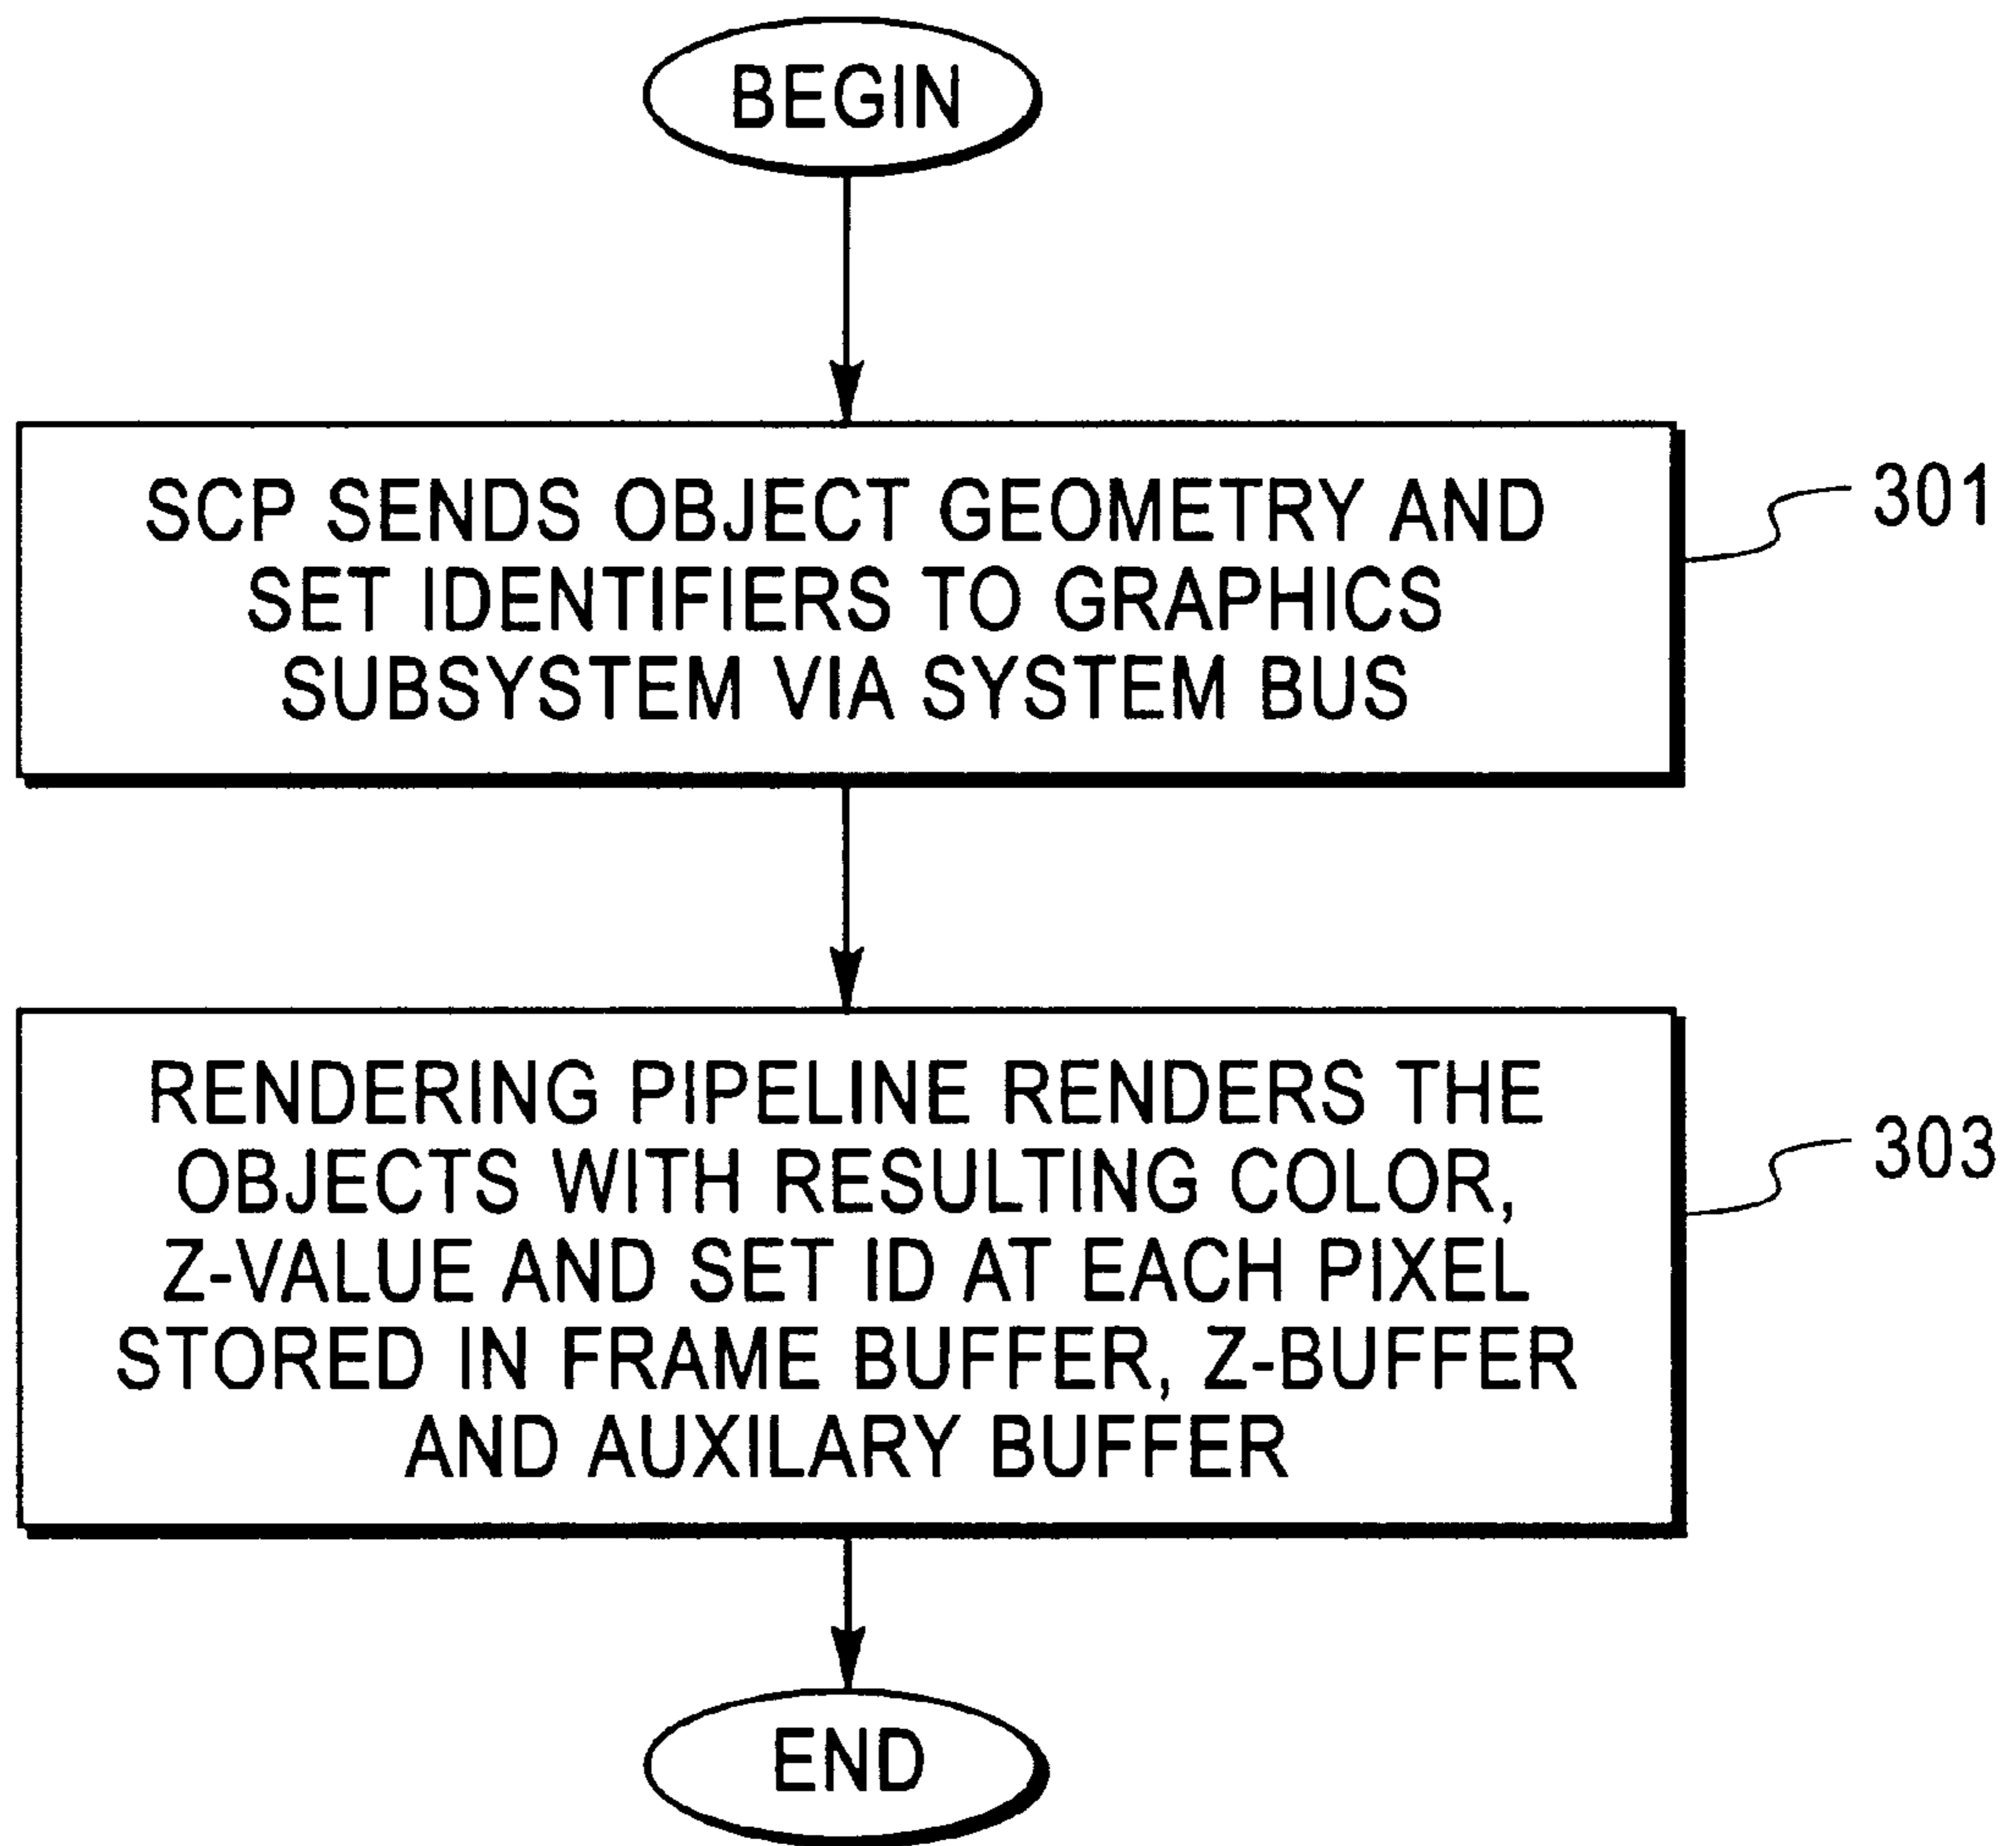 BEGIN
SCP SENDS OBJECT GEOMETRY AND
SET IDENTIFIERS TO GRAPHICS
SUBSYSTEM VIA SYSTEM BUS
301
RENDERING PIPELINE RENDERS THE
OBJECTS WITH RESULTING COLOR,
Z-VALUE AND SET ID AT EACH PIXEL
STORED IN FRAME BUFFER, Z-BUFFER
AND AUXILARY BUFFER
303
END